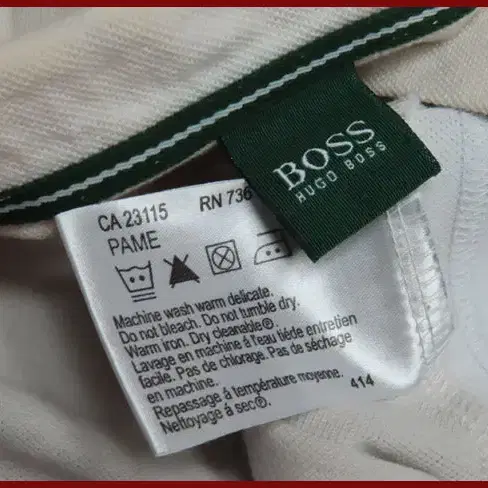 BOSS
HUGO BOSS
CA 23115 RN 736
PAME
Machine wash warm delicate.
Do not bleach. Do not tumble dry.
Warm iron. Dry cleanable®.
Lavage en machine à l'eau tiède entretien
facile. Pas de chlorage. Pas de séchage
en machine.
Repassage à température moyenne.
Nettoyage à sec®.
414